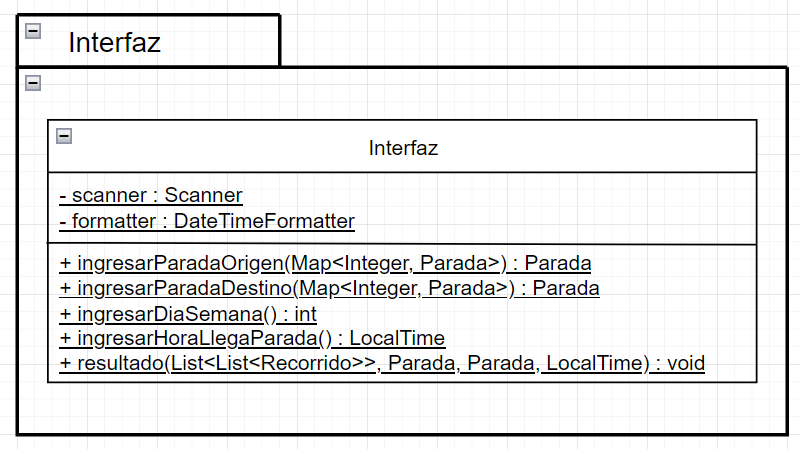 Interfaz
Interfaz
- scanner : Scanner
- formatter : DateTimeFormatter
+ ingresarParadaOrigen(Map<Integer, Parada>) : Parada
+ ingresarParadaDestino(Map<Integer, Parada>) : Parada
+ ingresarDiaSemana() : int
+ ingresarHoraLlegaParada() : LocalTime
+ resultado(List<List<Recorrido>>, Parada, Parada, LocalTime) : void